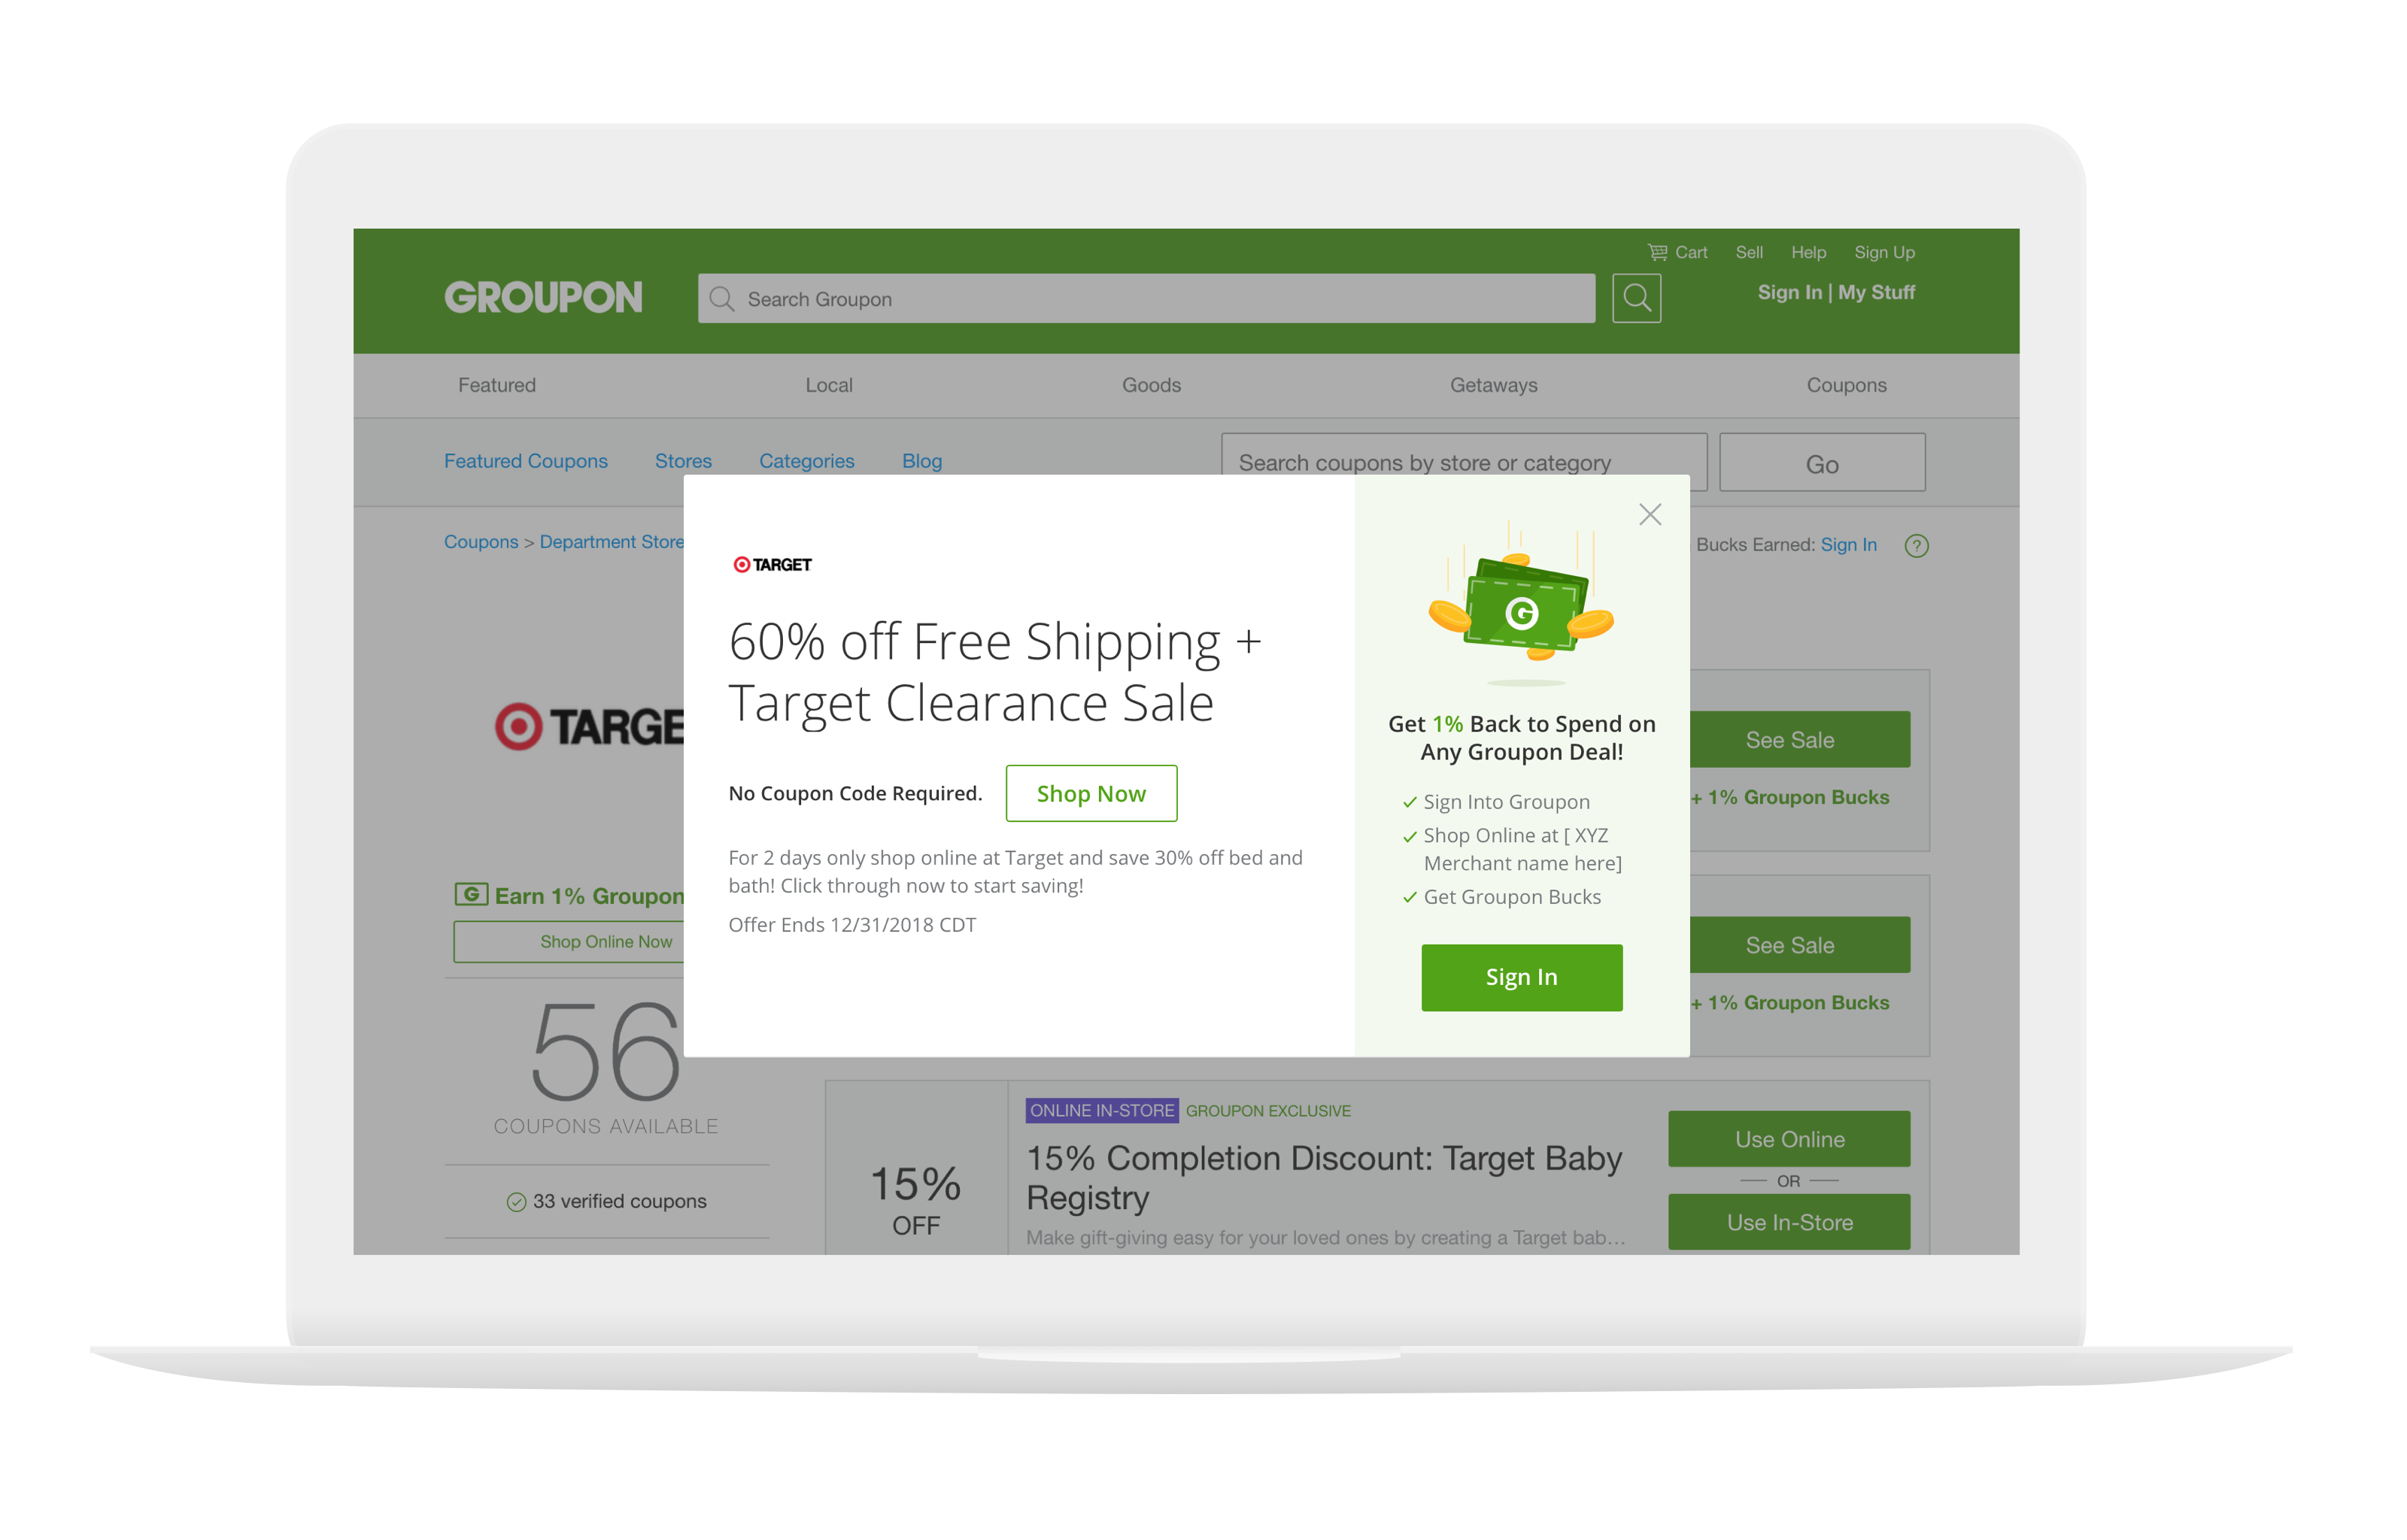 Cart Sell Help Sign Up
GROUPON
Search Groupon
Sign In | My Stuff
Featured Local Goods Getaways Coupons
Featured Coupons Stores Categories Blog
Search coupons by store or category
Go
Coupons > Department Store
Bucks Earned: Sign In ?
TARGE
Earn 1% Groupon
Shop Online Now
56
COUPONS AVAILABLE
33 verified coupons
TARGET
60% off Free Shipping +
Target Clearance Sale
No Coupon Code Required.
Shop Now
For 2 days only shop online at Target and save 30% off bed and
bath! Click through now to start saving!
Offer Ends 12/31/2018 CDT
G
Get 1% Back to Spend on
Any Groupon Deal!
Sign Into Groupon
Shop Online at [ XYZ
Merchant name here]
Get Groupon Bucks
Sign In
See Sale
+ 1% Groupon Bucks
See Sale
+ 1% Groupon Bucks
15%
OFF
ONLINE IN-STORE GROUPON EXCLUSIVE
15% Completion Discount: Target Baby
Registry
Make gift-giving easy for your loved ones by creating a Target bab...
Use Online
OR
Use In-Store